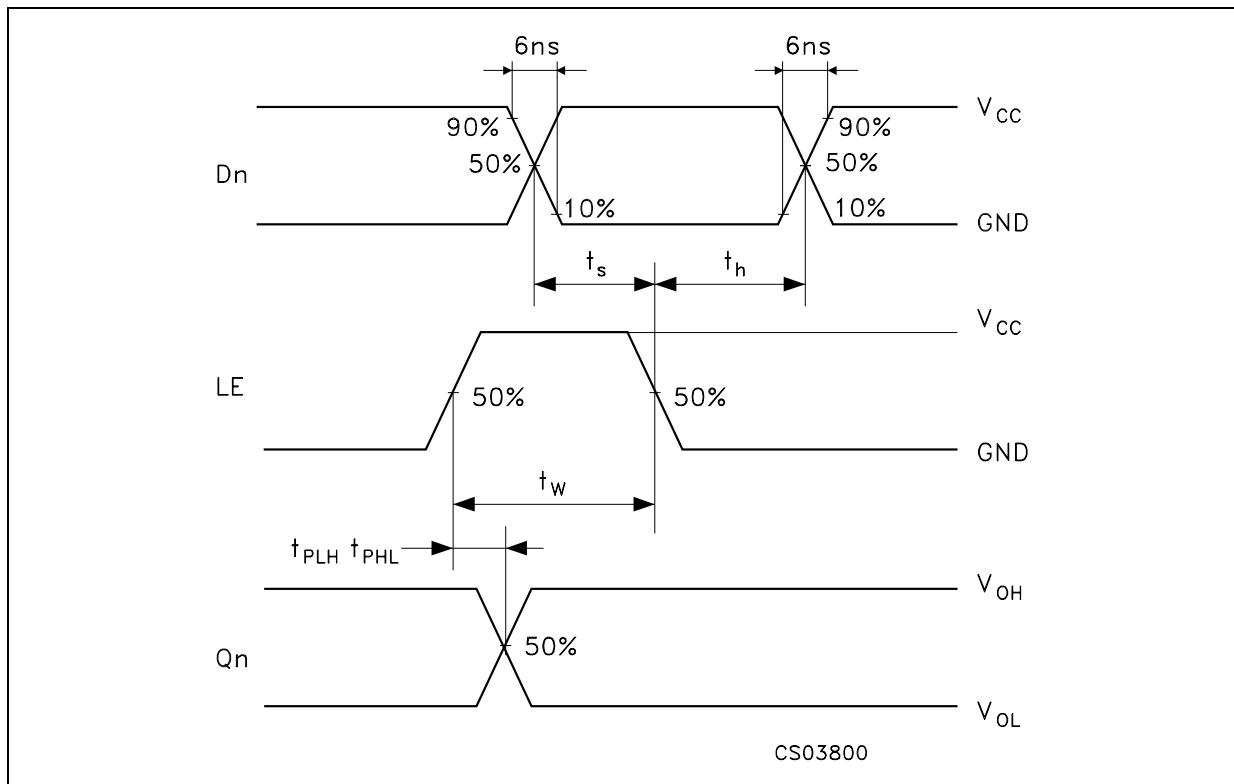 6ns 6ns
V_CC
90% 90%
50% 50%
Dn
10% 10%
GND
t_s t_h
V_CC
LE
50% 50%
GND
t_W
t_PLH t_PHL
V_OH
50%
Qn
V_OL
CS03800